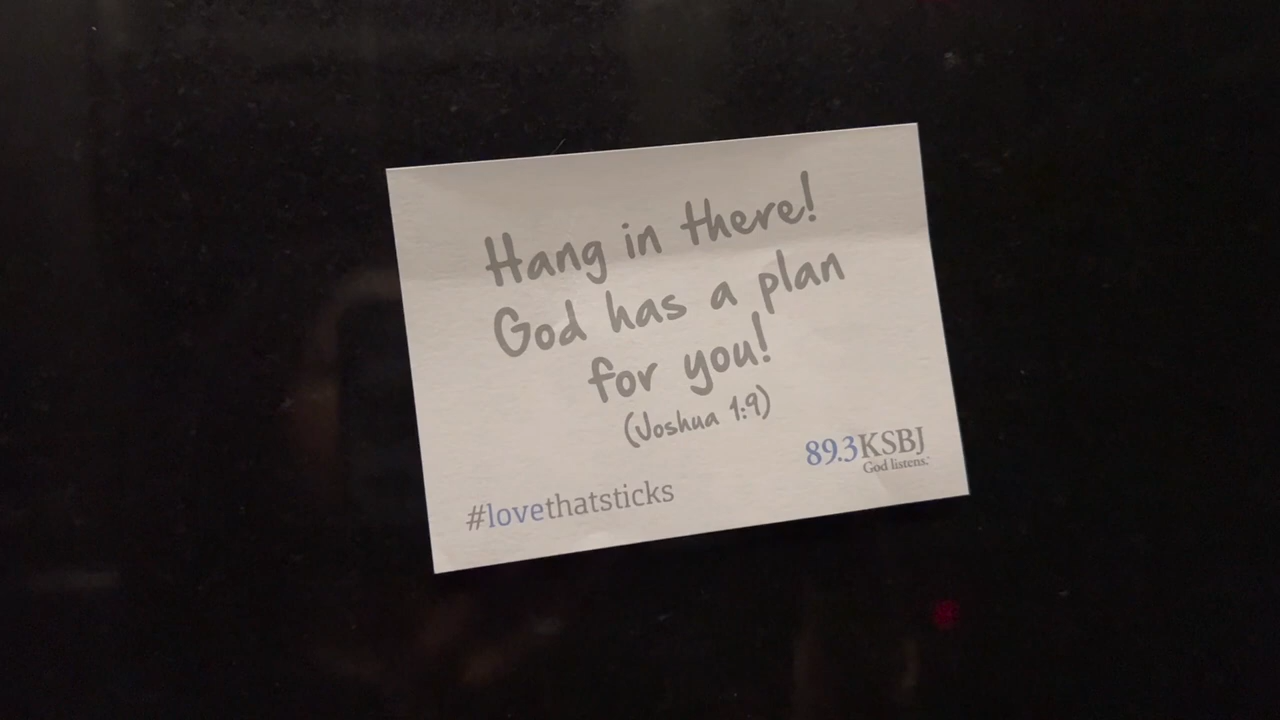 Hang in there!
God has a plan
for you!
(Joshua 1:9)
89.3KSBJ
God listens.
#lovethatsticks